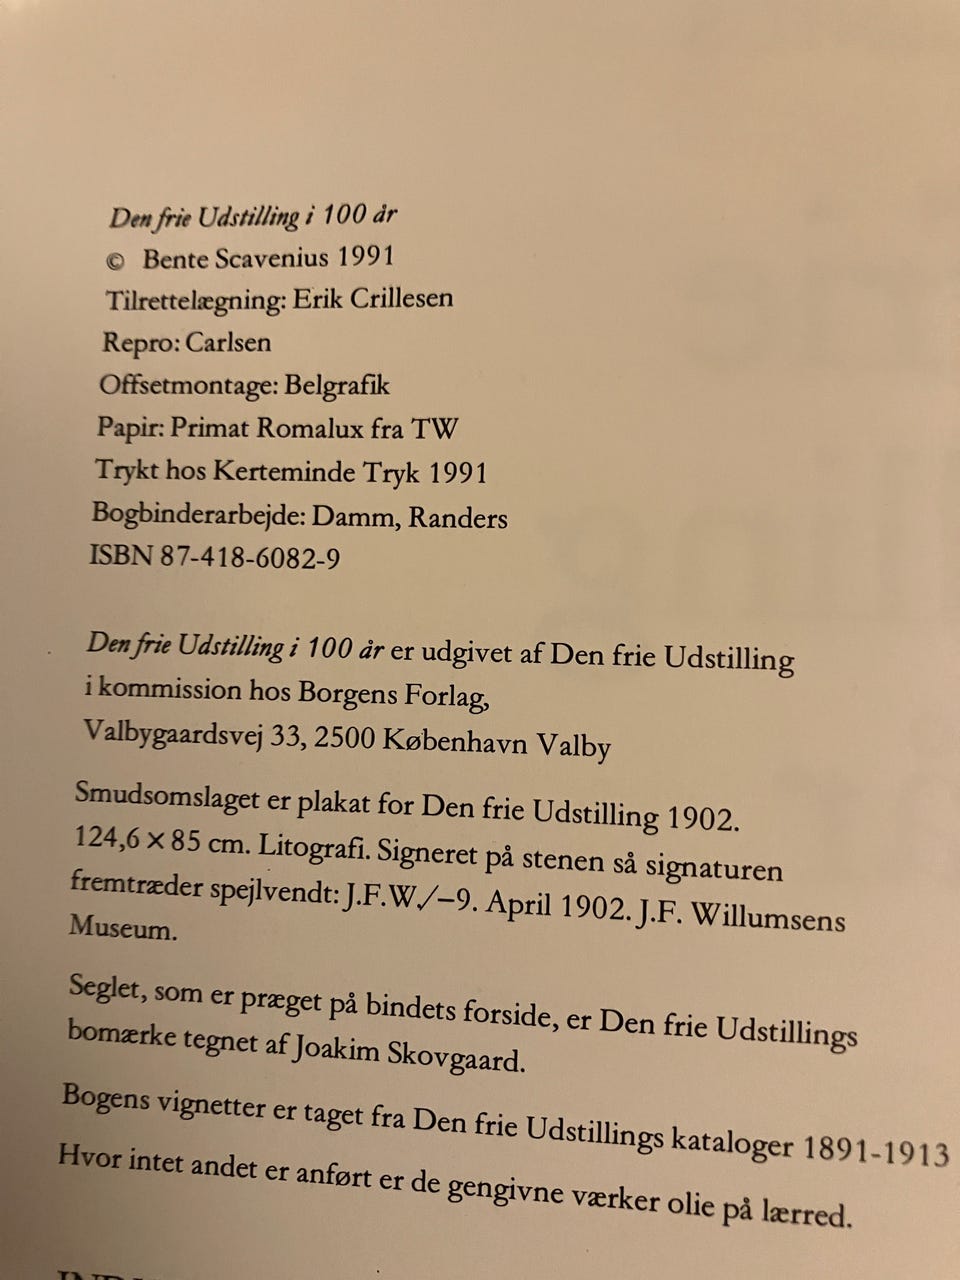 Den frie Udstilling i 100 år
© Bente Scavenius 1991
Tilrettelægning: Erik Crillesen
Repro: Carlsen
Offsetmontage: Belgrafik
Papir: Primat Romalux fra TW
Trykt hos Kerteminde Tryk 1991
Bogbinderarbejde: Damm, Randers
ISBN 87-418-6082-9
Den frie Udstilling i 100 år er udgivet af Den frie Udstilling
i kommission hos Borgens Forlag,
Valbygaardsvej 33, 2500 København Valby
Smudsomslaget er plakat for Den frie Udstilling 1902.
124,6 × 85 cm. Litografi. Signeret på stenen så signaturen
fremtræder spejlvendt: J.F.W./–9. April 1902. J.F. Willumsens
Museum.
Seglet, som er præget på bindets forside, er Den frie Udstillings
bomærke tegnet af Joakim Skovgaard.
Bogens vignetter er taget fra Den frie Udstillings kataloger 1891-1913
Hvor intet andet er anført er de gengivne værker olie på lærred.